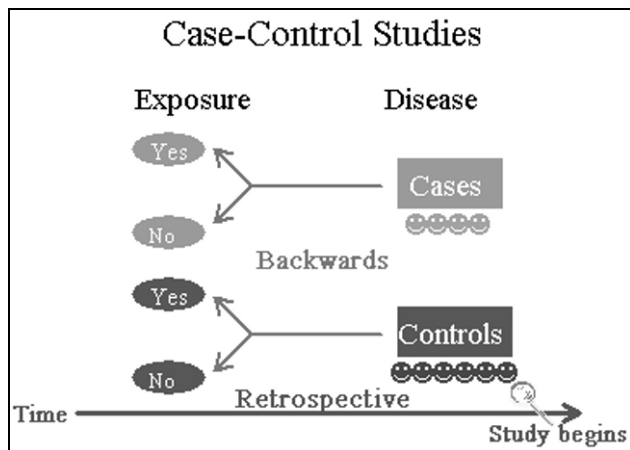 Case-Control Studies
Exposure Disease
Yes
Cases
No
Backwards
Yes
Controls
No
Retrospective
Time
Study begins